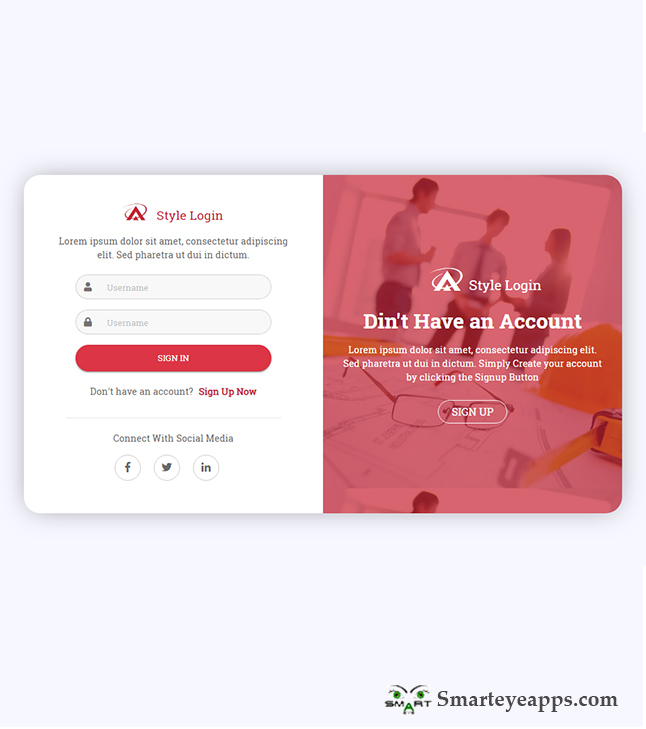 Style Login
Lorem ipsum dolor sit amet, consectetur adipiscing
elit. Sed pharetra ut dui in dictum.
Username
Username
SIGN IN
Don't have an account? Sign Up Now
Connect With Social Media
Style Login
Din't Have an Account
Lorem ipsum dolor sit amet, consectetur adipiscing elit.
Sed pharetra ut dui in dictum. Simply Create your account
by clicking the Signup Button
SIGN UP
SMART
Smarteyeapps.com